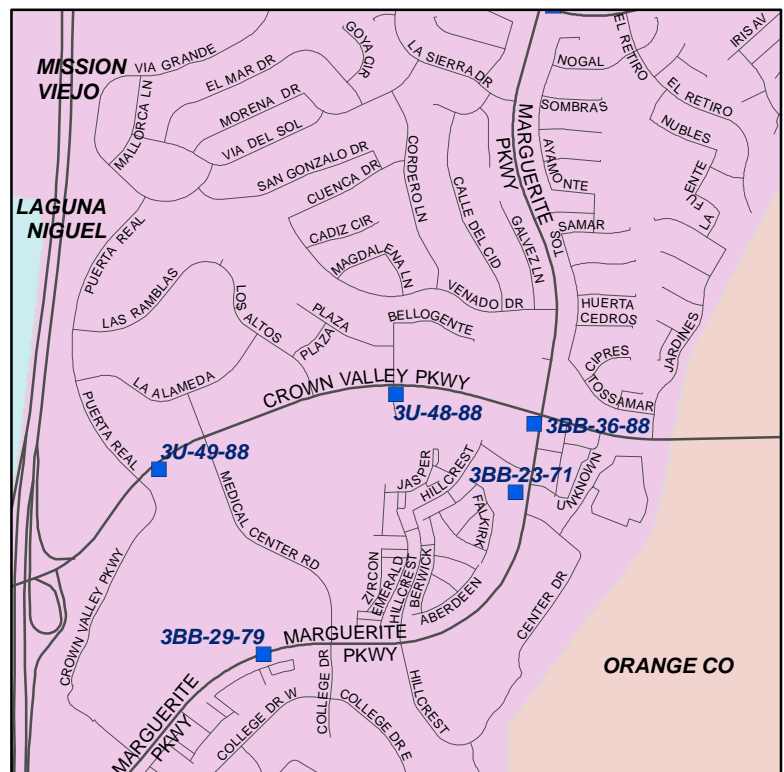 GOYA CIR
EL RETIRO
IRIS AV
MISSION
VIEJO
VIA GRANDE
LA SIERRA DR
NOGAL
EL MAR DR
EL RETIRO
MALLORCA LN
MORENA DR
SOMBRAS
MARGUERITE
PKWY
NUBLES
VIA DEL SOL
CORDERO LN
AYAMONTE
SAN GONZALO DR
CUENCA DR
CALLE DEL CID
LA FUENTE
LAGUNA
NIGUEL
PUERTA REAL
CADIZ CIR
GALVEZ LN
TOS
SAMAR
MAGDALENA LN
LAS RAMBLAS
LOS ALTOS
PLAZA
VENADO DR
HUERTA
CEDROS
JARDINES
PLAZA
BELLOGENTE
CIPRES
LA ALAMEDA
CROWN VALLEY PKWY
TOSSAMAR
3U-48-88
3BB-36-88
PUERTA REAL
3U-49-88
MEDICAL CENTER RD
JASPER
HILLCREST
3BB-23-71
UNKNOWN
FALKIRK
ZIRCON
EMERALD
HILLCREST
BERWICK
ABERDEEN
CENTER DR
CROWN VALLEY PKWY
3BB-29-79
MARGUERITE
PKWY
ORANGE CO
MARGUERITE
PKWY
COLLEGE DR W
COLLEGE DR
COLLEGE DR E
HILLCREST